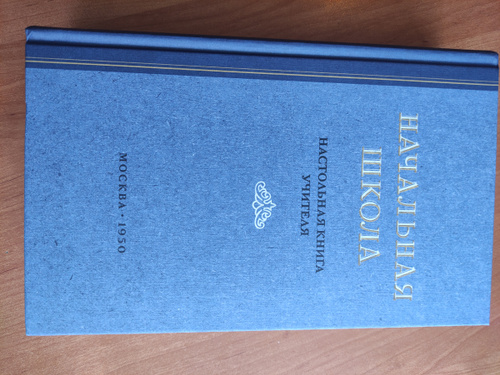 НАЧАЛЬНАЯ
ШКОЛА
НАСТОЛЬНАЯ КНИГА
УЧИТЕЛЯ
МОСКВА • 1950